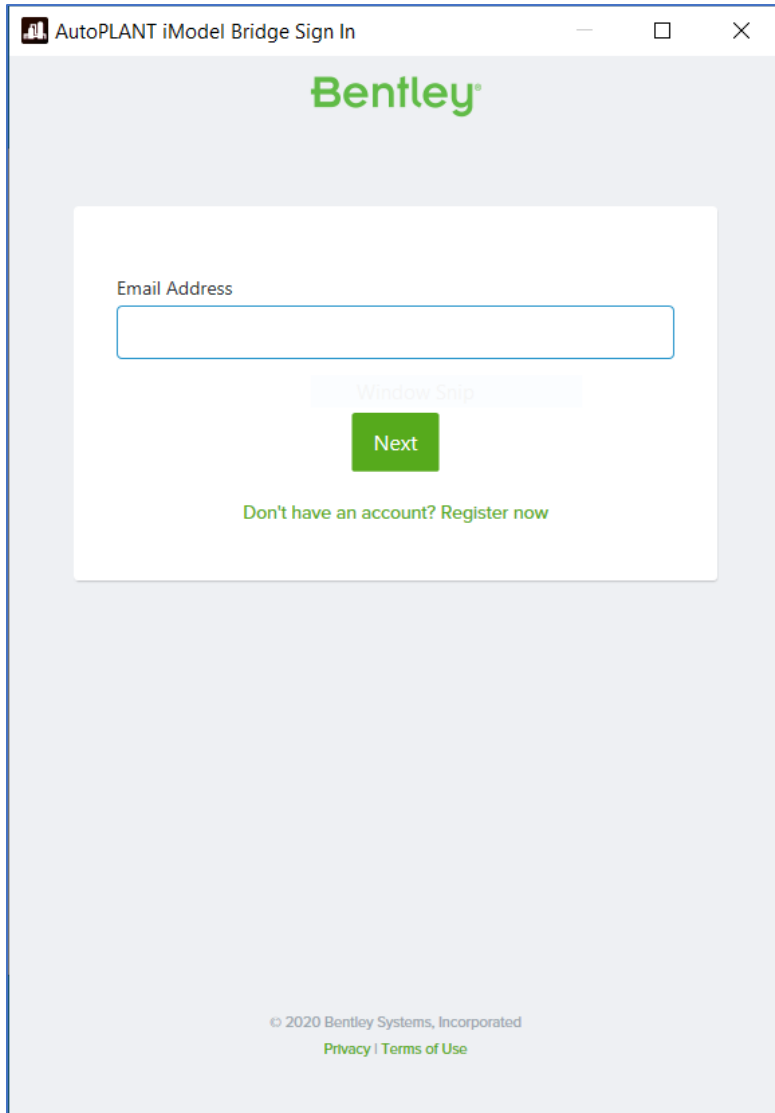 AutoPLANT iModel Bridge Sign In
Bentley®
Email Address
Window Snip
Next
Don't have an account? Register now
© 2020 Bentley Systems, Incorporated
Privacy | Terms of Use